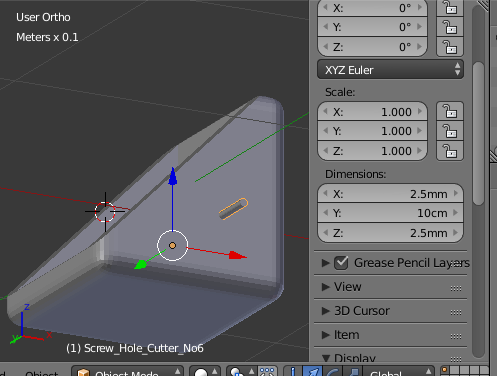 User Ortho
Meters x 0.1
X: 0°
Y: 0°
Z: 0°
XYZ Euler
Scale:
X: 1.000
Y: 1.000
Z: 1.000
Dimensions:
X: 2.5mm
Y: 10cm
Z: 2.5mm
Grease Pencil Layers
View
3D Cursor
Item
Display
z
x
y
(1) Screw_Hole_Cutter_No6
Object
Object Mode
Global